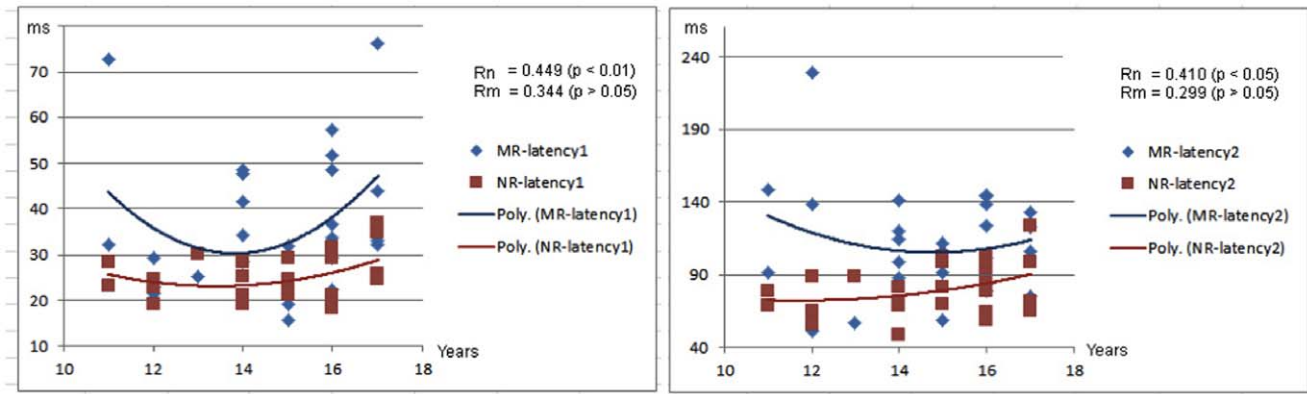 ms
70
60
50
40
30
20
10
10 12 14 16 18
Years
Rn = 0.449 (p < 0.01)
Rm = 0.344 (p > 0.05)
MR-latency1
NR-latency1
Poly. (MR-latency1)
Poly. (NR-latency1)
ms
240
190
140
90
40
10 12 14 16 18
Years
Rn = 0.410 (p < 0.05)
Rm = 0.299 (p > 0.05)
MR-latency2
NR-latency2
Poly. (MR-latency2)
Poly. (NR-latency2)